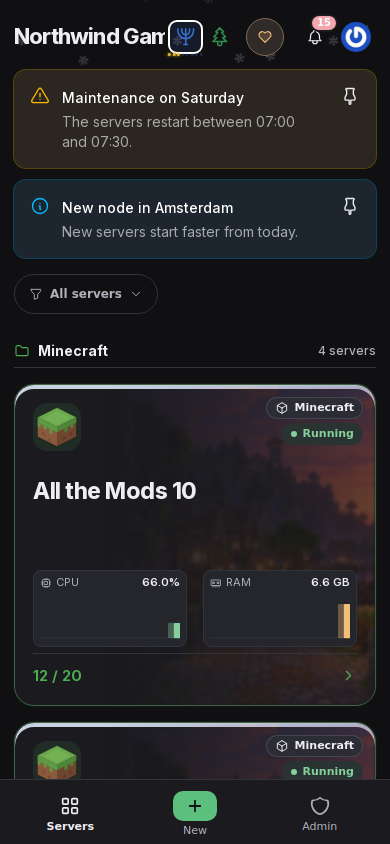 Northwind Gam
15
Maintenance on Saturday
The servers restart between 07:00
and 07:30.
New node in Amsterdam
New servers start faster from today.
All servers
Minecraft
4 servers
Minecraft
Running
All the Mods 10
CPU
66.0%
RAM
6.6 GB
12 / 20
Minecraft
Running
Servers
New
Admin